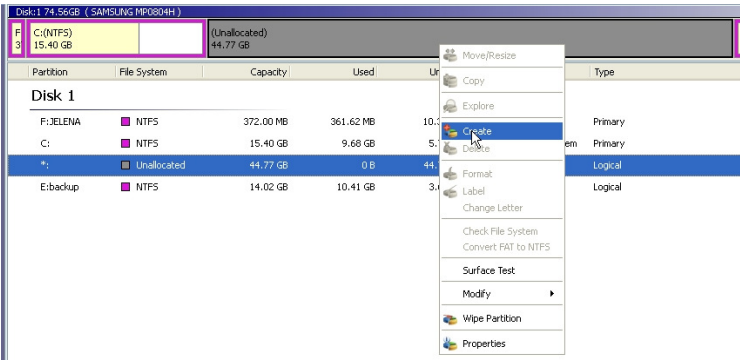 Disk:1 74.56GB ( SAMSUNG MP0804H )
F C:(NTFS) (Unallocated)
3 15.40 GB 44.77 GB
Partition File System Capacity Used Type
Disk 1
F:JELENA NTFS 372.00 MB 361.62 MB Primary
C: NTFS 15.40 GB 9.68 GB Primary
*: Unallocated 44.77 GB 0 B Logical
E:backup NTFS 14.02 GB 10.41 GB Logical
Move/Resize
Copy
Explore
Create
Delete
Format
Label
Change Letter
Check File System
Convert FAT to NTFS
Surface Test
Modify
Wipe Partition
Properties